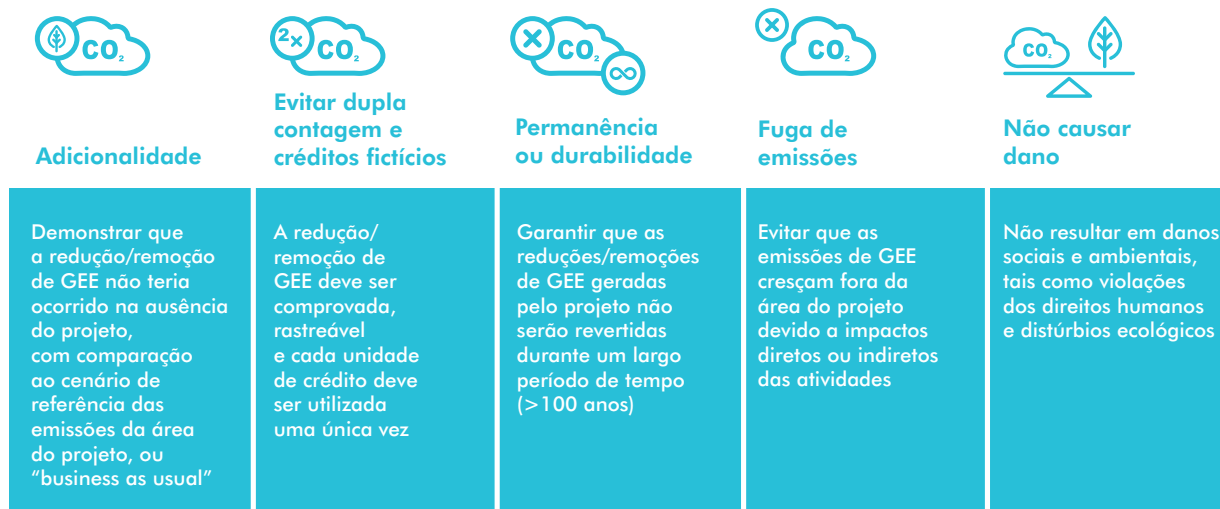 CO₂
Adicionalidade
Demonstrar que
a redução/remoção
de GEE não teria
ocorrido na ausência
do projeto,
com comparação
ao cenário de
referência das
emissões da área
do projeto, ou
“business as usual”
2x CO₂
Evitar dupla
contagem e
créditos fictícios
A redução/
remoção de
GEE deve ser
comprovada,
rastreável
e cada unidade
de crédito deve
ser utilizada
uma única vez
CO₂
Permanência
ou durabilidade
Garantir que as
reduções/remoções
de GEE geradas
pelo projeto não
serão revertidas
durante um largo
período de tempo
(>100 anos)
CO₂
Fuga de
emissões
Evitar que as
emissões de GEE
cresçam fora da
área do projeto
devido a impactos
diretos ou indiretos
das atividades
CO₂
Não causar
dano
Não resultar em danos
sociais e ambientais,
tais como violações
dos direitos humanos
e distúrbios ecológicos